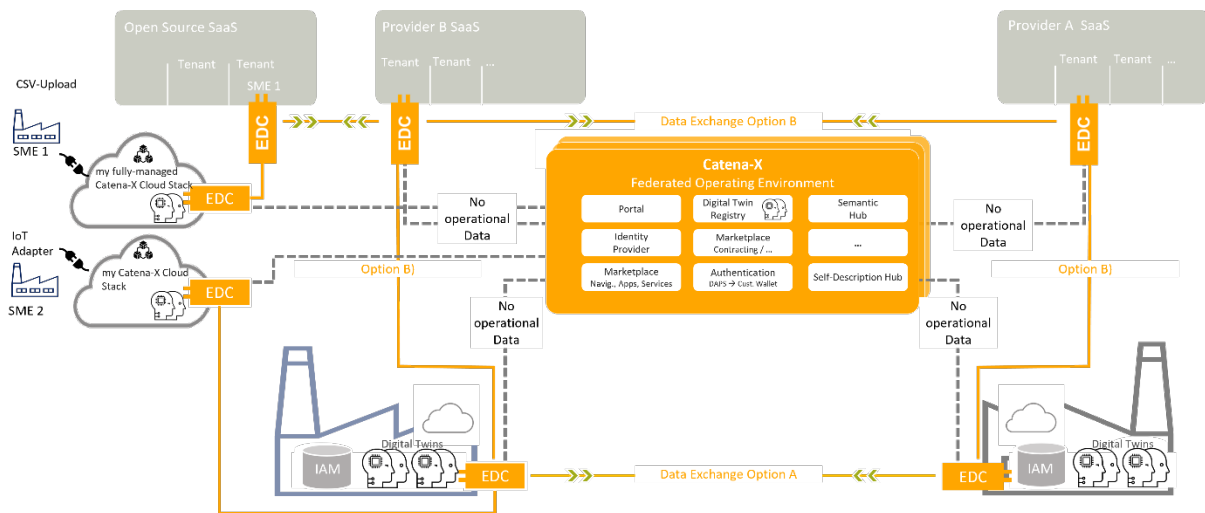 Open Source SaaS
Tenant Tenant
SME 1
Provider B SaaS
Tenant Tenant ...
Provider A SaaS
Tenant Tenant ...
CSV-Upload
SME 1
EDC
EDC
EDC
Data Exchange Option B
my fully-managed
Catena-X Cloud Stack
EDC
IoT
Adapter
SME 2
my Catena-X Cloud
Stack
EDC
Catena-X
Federated Operating Environment
Portal
Digital Twin
Registry
Semantic
Hub
Identity
Provider
Marketplace
Contracting / ...
...
Marketplace
Navig., Apps, Services
Authentication
DAPS → Cust. Wallet
Self-Description Hub
No
operational
Data
No
operational
Data
Option B)
Option B)
No
operational
Data
No
operational
Data
Digital Twins
IAM
EDC
Data Exchange Option A
EDC
Digital Twins
IAM